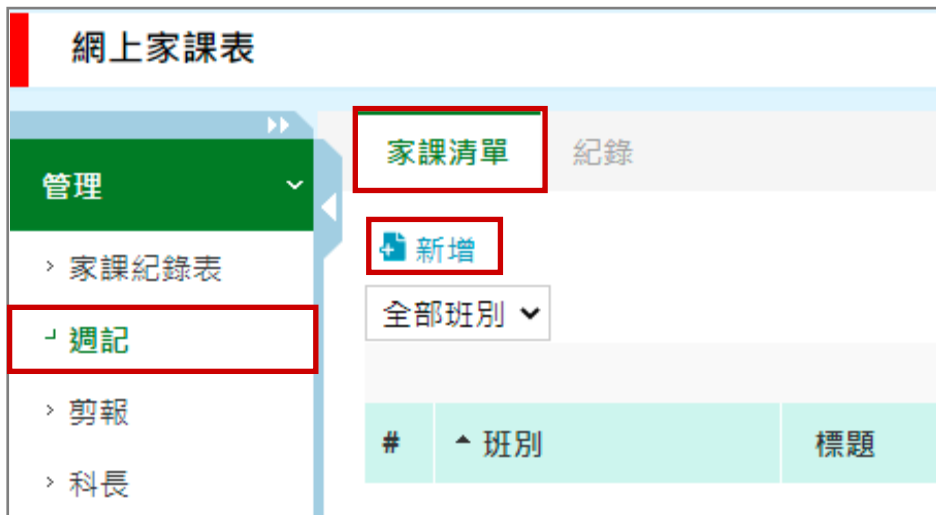 網上家課表
管理
家課紀錄表
週記
剪報
科長
家課清單 紀錄
新增
全部班別
# 班別 標題